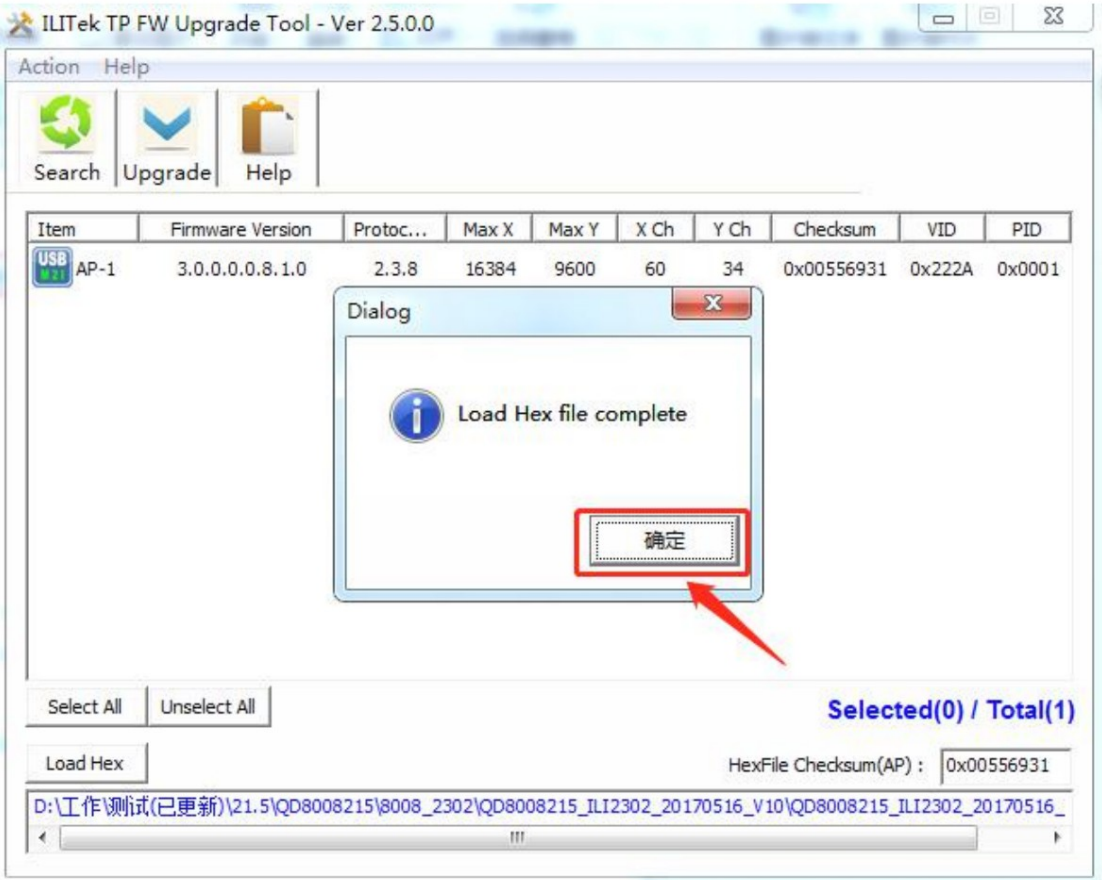 ILITek TP FW Upgrade Tool - Ver 2.5.0.0
Action Help
Search Upgrade Help
Item Firmware Version Protoc... Max X Max Y X Ch Y Ch Checksum VID PID
USB M21 AP-1 3.0.0.0.0.8.1.0 2.3.8 16384 9600 60 34 0x00556931 0x222A 0x0001
Dialog
Load Hex file complete
确定
Select All Unselect All Selected(0) / Total(1)
Load Hex HexFile Checksum(AP) : 0x00556931
D:\工作\测试(已更新)\21.5\QD8008215\8008_2302\QD8008215_ILI2302_20170516_V10\QD8008215_ILI2302_20170516_